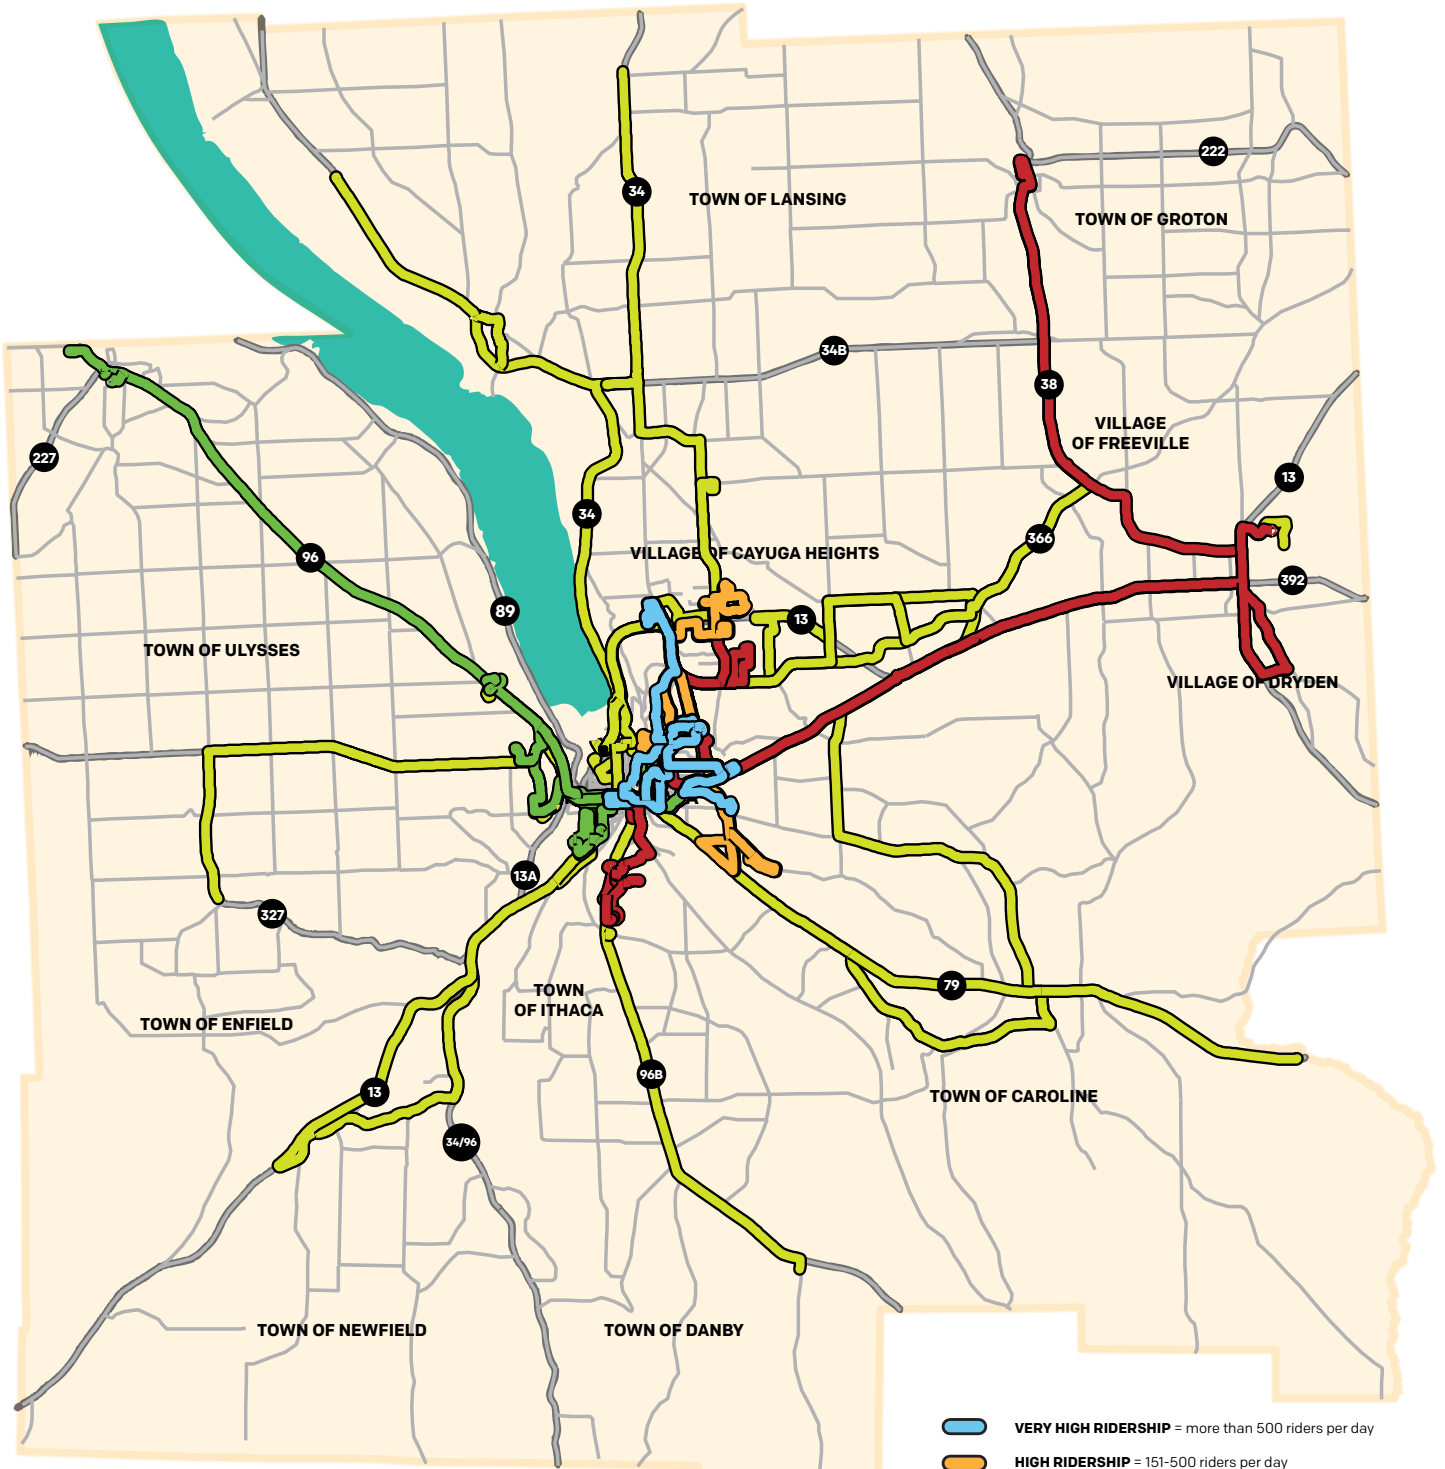 222
34
TOWN OF LANSING
TOWN OF GROTON
34B
38
VILLAGE
OF FREEVILLE
227
13
34
366
96
VILLAGE OF CAYUGA HEIGHTS
392
89
13
TOWN OF ULYSSES
VILLAGE OF DRYDEN
13A
327
79
TOWN
OF ITHACA
TOWN OF ENFIELD
96B
13
TOWN OF CAROLINE
34/96
TOWN OF NEWFIELD
TOWN OF DANBY
VERY HIGH RIDERSHIP = more than 500 riders per day
HIGH RIDERSHIP = 151-500 riders per day